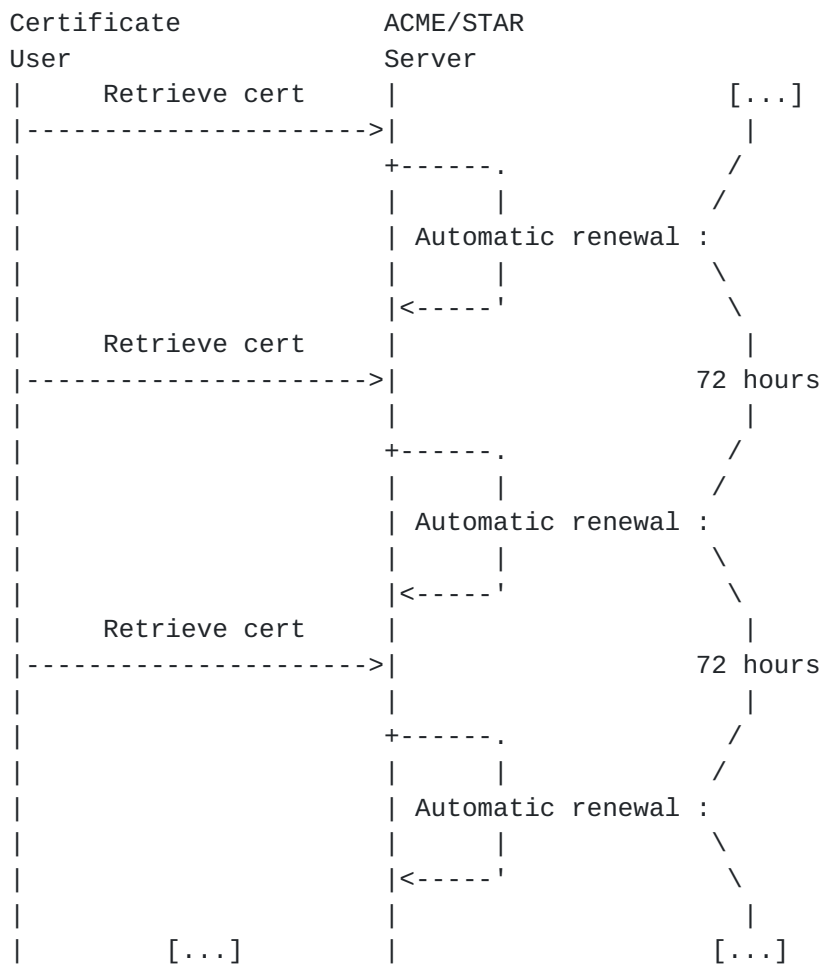 Certificate ACME/STAR
User Server
| Retrieve cert | [...]
|---------------------->| |
| +------. /
| | | /
| | Automatic renewal :
| | | \
| |<-----' \
| Retrieve cert | |
|---------------------->| 72 hours
| | |
| +------. /
| | | /
| | Automatic renewal :
| | | \
| |<-----' \
| Retrieve cert | |
|---------------------->| 72 hours
| | |
| +------. /
| | | /
| | Automatic renewal :
| | | \
| |<-----' \
| | |
| [...] | [...]